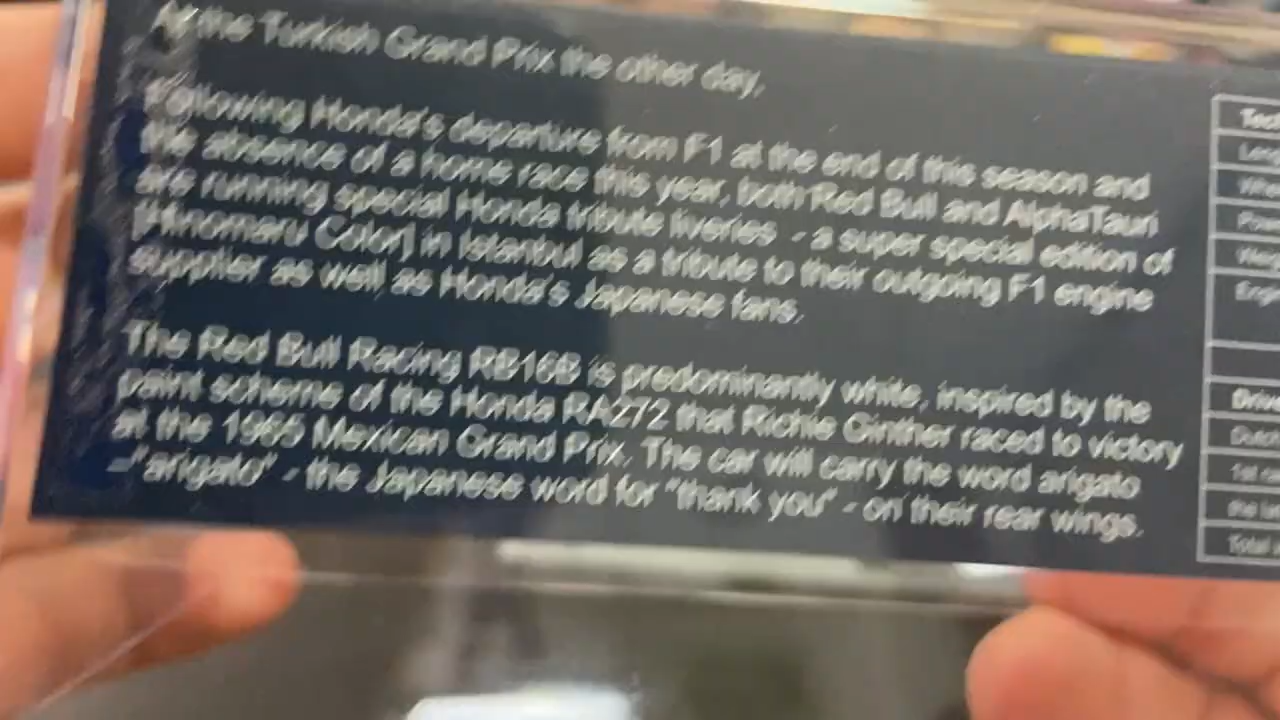 At the Turkish Grand Prix the other day,
Following Honda's departure from F1 at the end of this season and
the absence of a home race this year, both Red Bull and AlphaTauri
are running special Honda tribute liveries - a super special edition of
[Hinomaru Color] in Istanbul as a tribute to their outgoing F1 engine
supplier as well as Honda's Japanese fans.
The Red Bull Racing RB16B is predominantly white, inspired by the
paint scheme of the Honda RA272 that Richie Ginther raced to victory
at the 1965 Mexican Grand Prix. The car will carry the word arigato
–"arigato" - the Japanese word for "thank you" - on their rear wings.